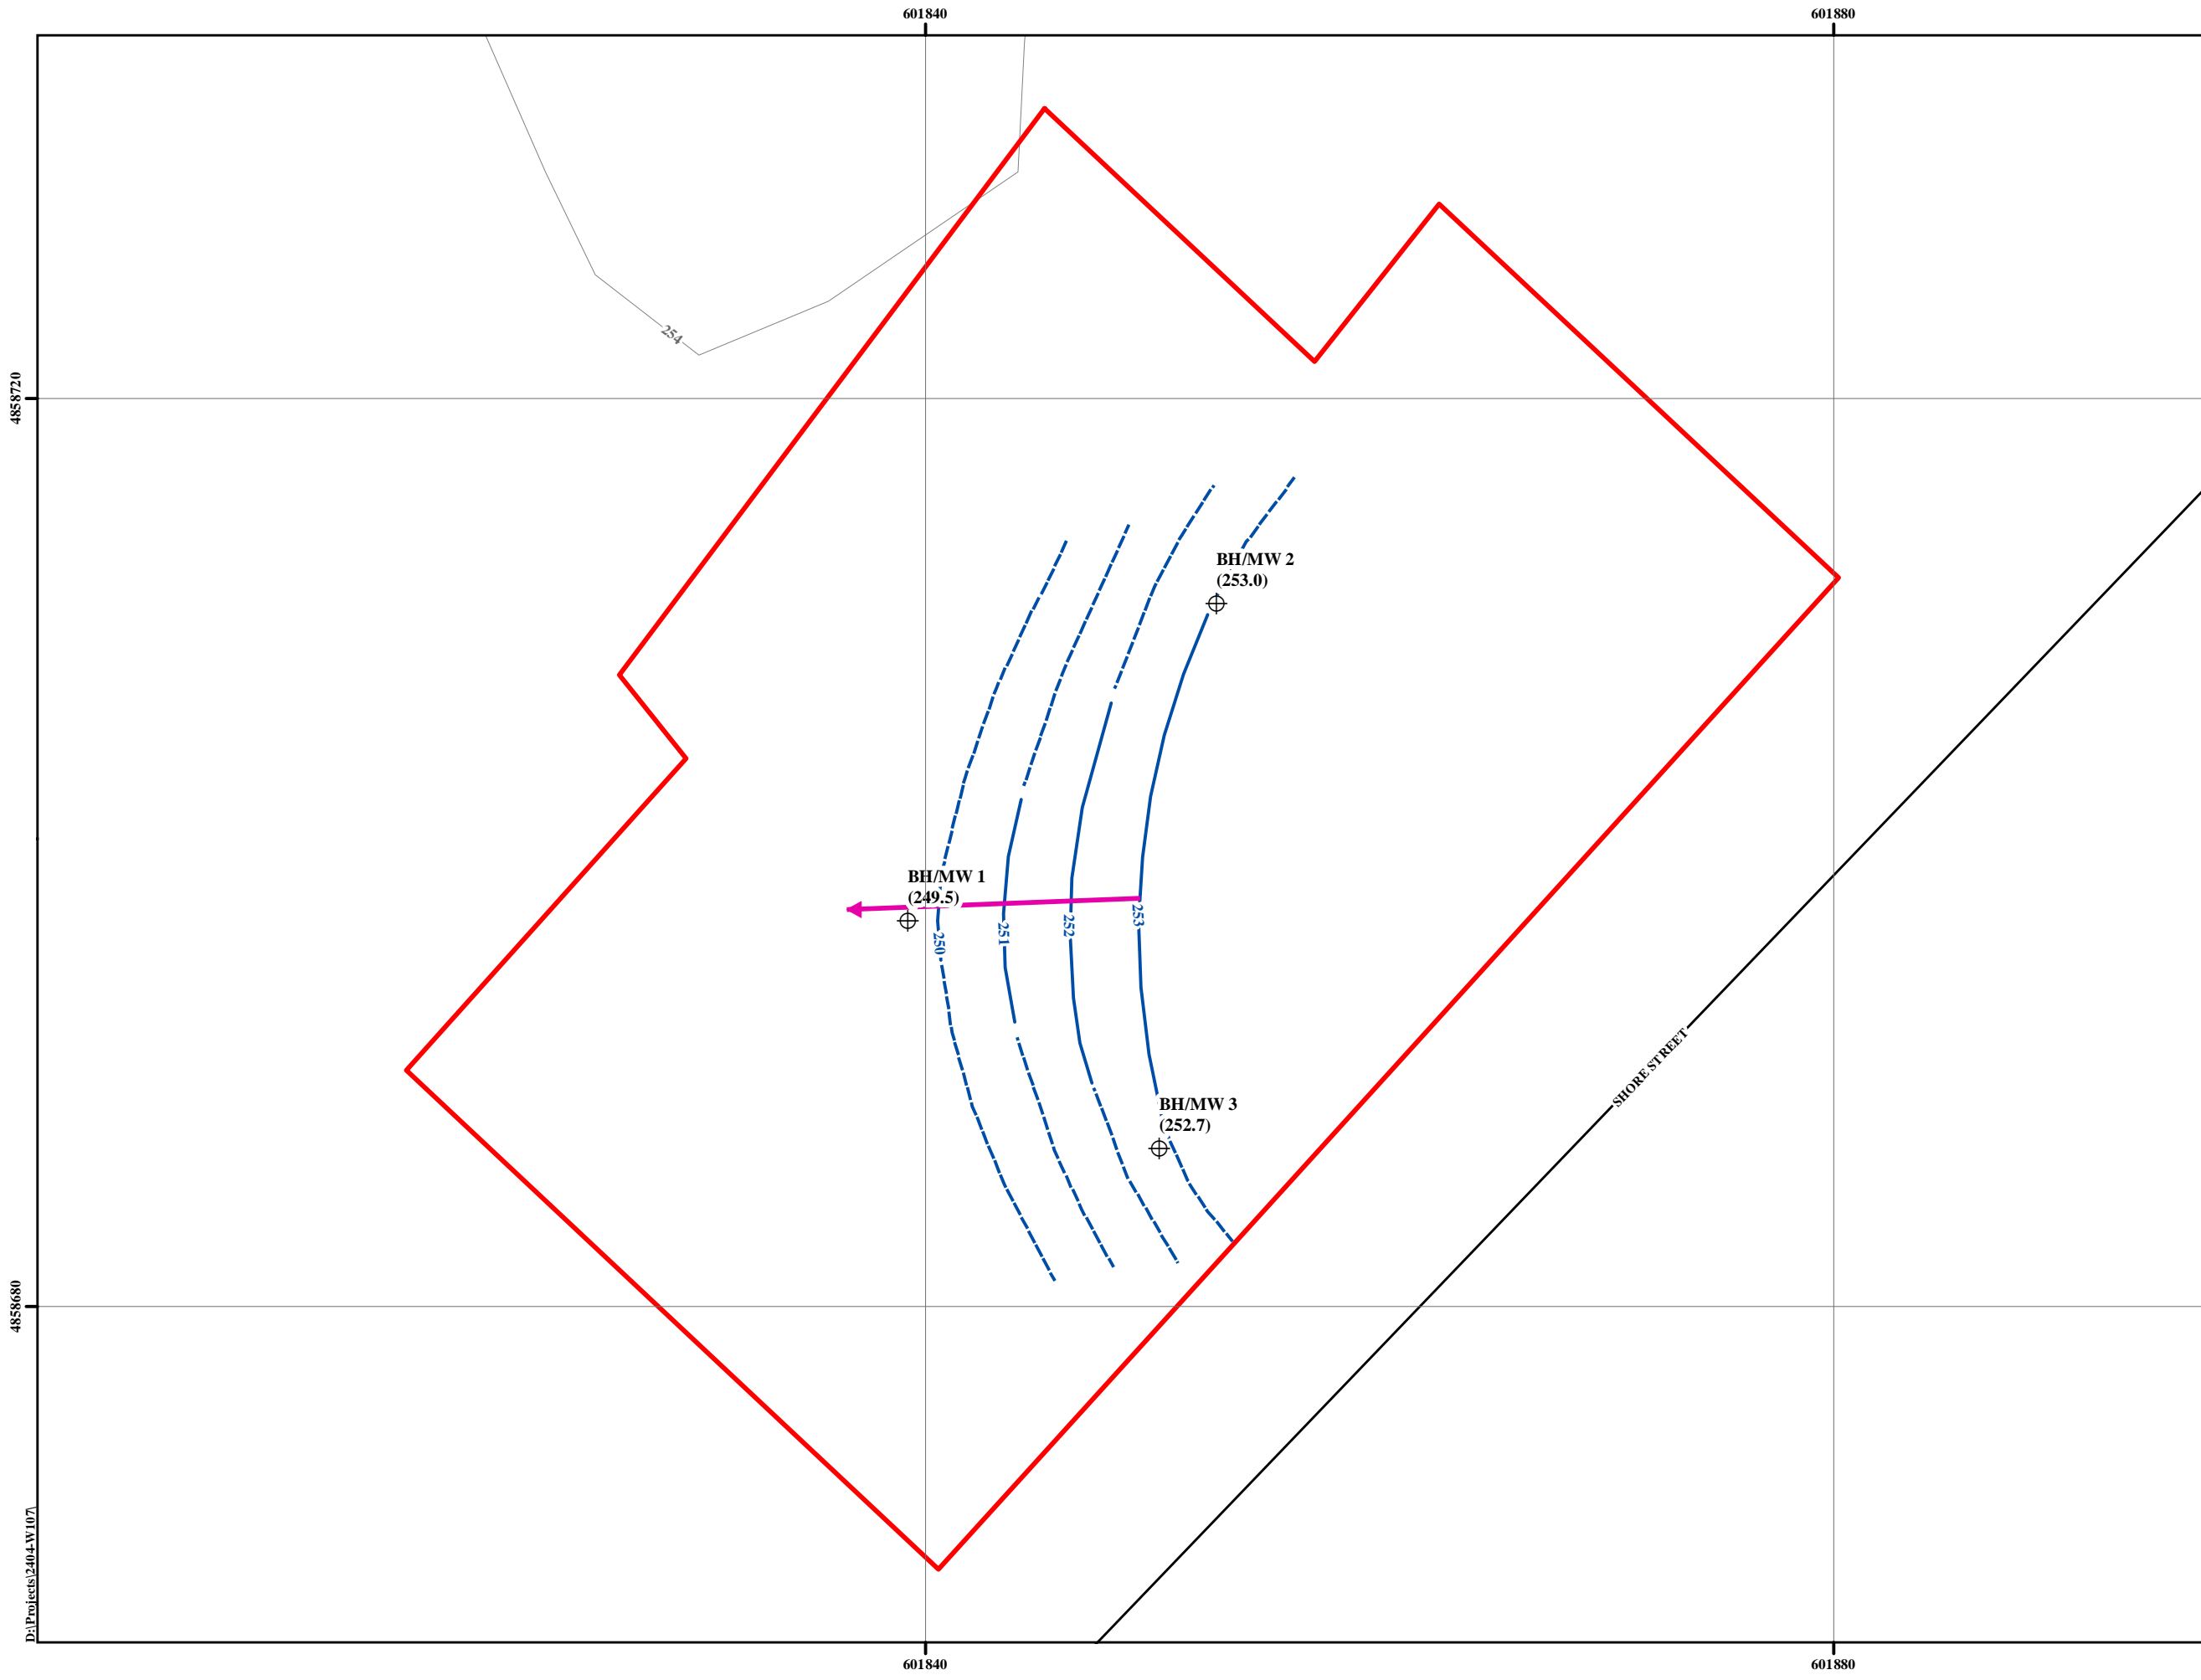 601840
601880
254
4858720
BH/MW 2
(253.0)
BH/MW 1
(249.5)
250
251
252
253
SHORE STREET
BH/MW 3
(252.7)
4858680
D:\Projects\2404-W107\
601840
601880